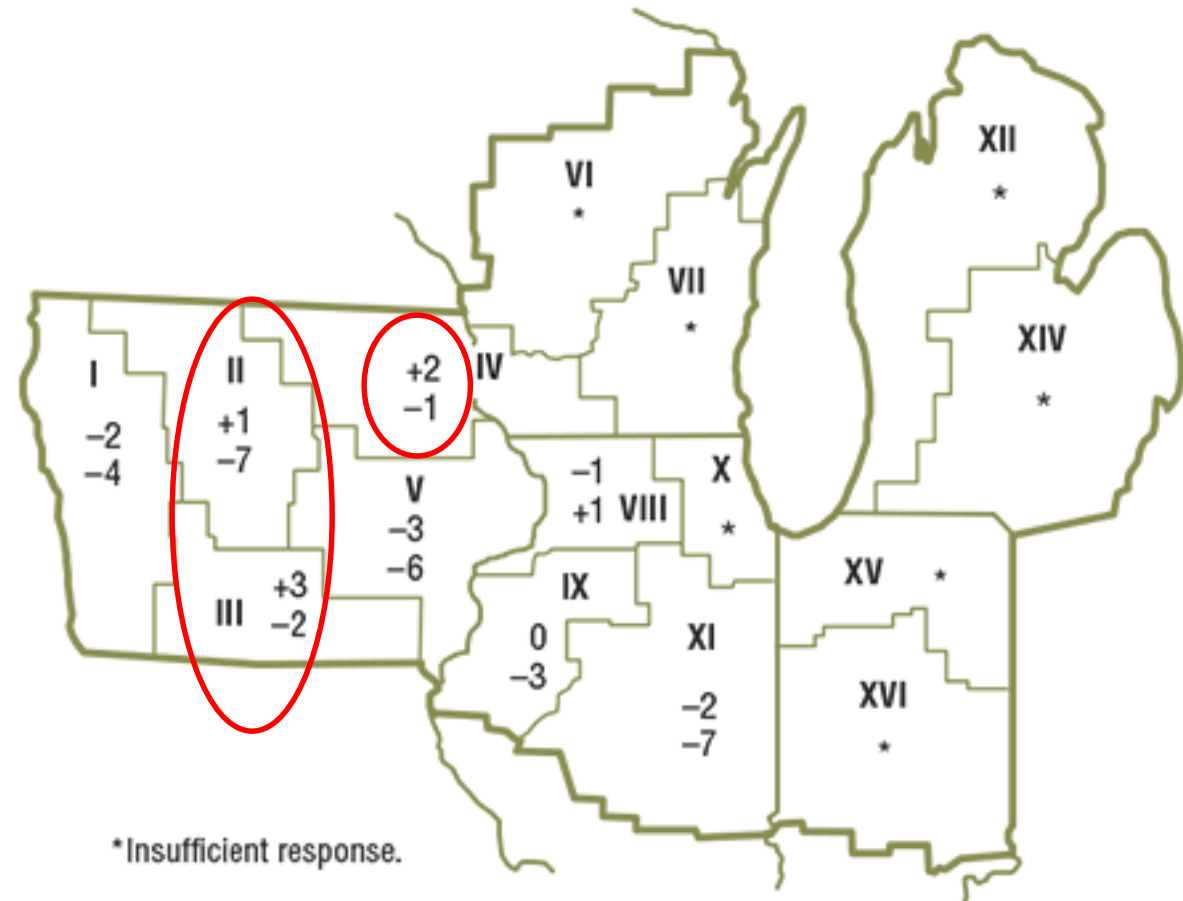 XII
*
VI
*
VII
*
XIV
*
I
–2
–4
II
+1
–7
+2
–1
IV
V
–3
–6
III
+3
–2
–1
+1
VIII
X
*
IX
0
–3
XI
–2
–7
XV
*
XVI
*
*Insufficient response.